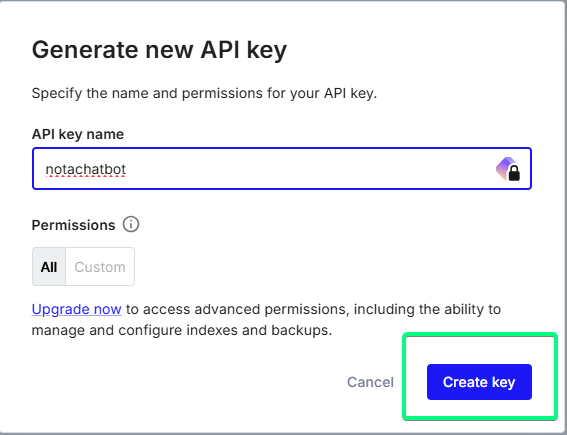 Generate new API key
Specify the name and permissions for your API key.
API key name
notachatbot
Permissions
All Custom
Upgrade now to access advanced permissions, including the ability to
manage and configure indexes and backups.
Cancel Create key